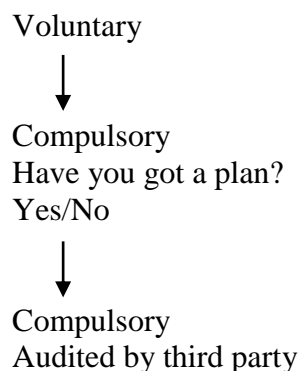 Voluntary
Compulsory
Have you got a plan?
Yes/No
Compulsory
Audited by third party